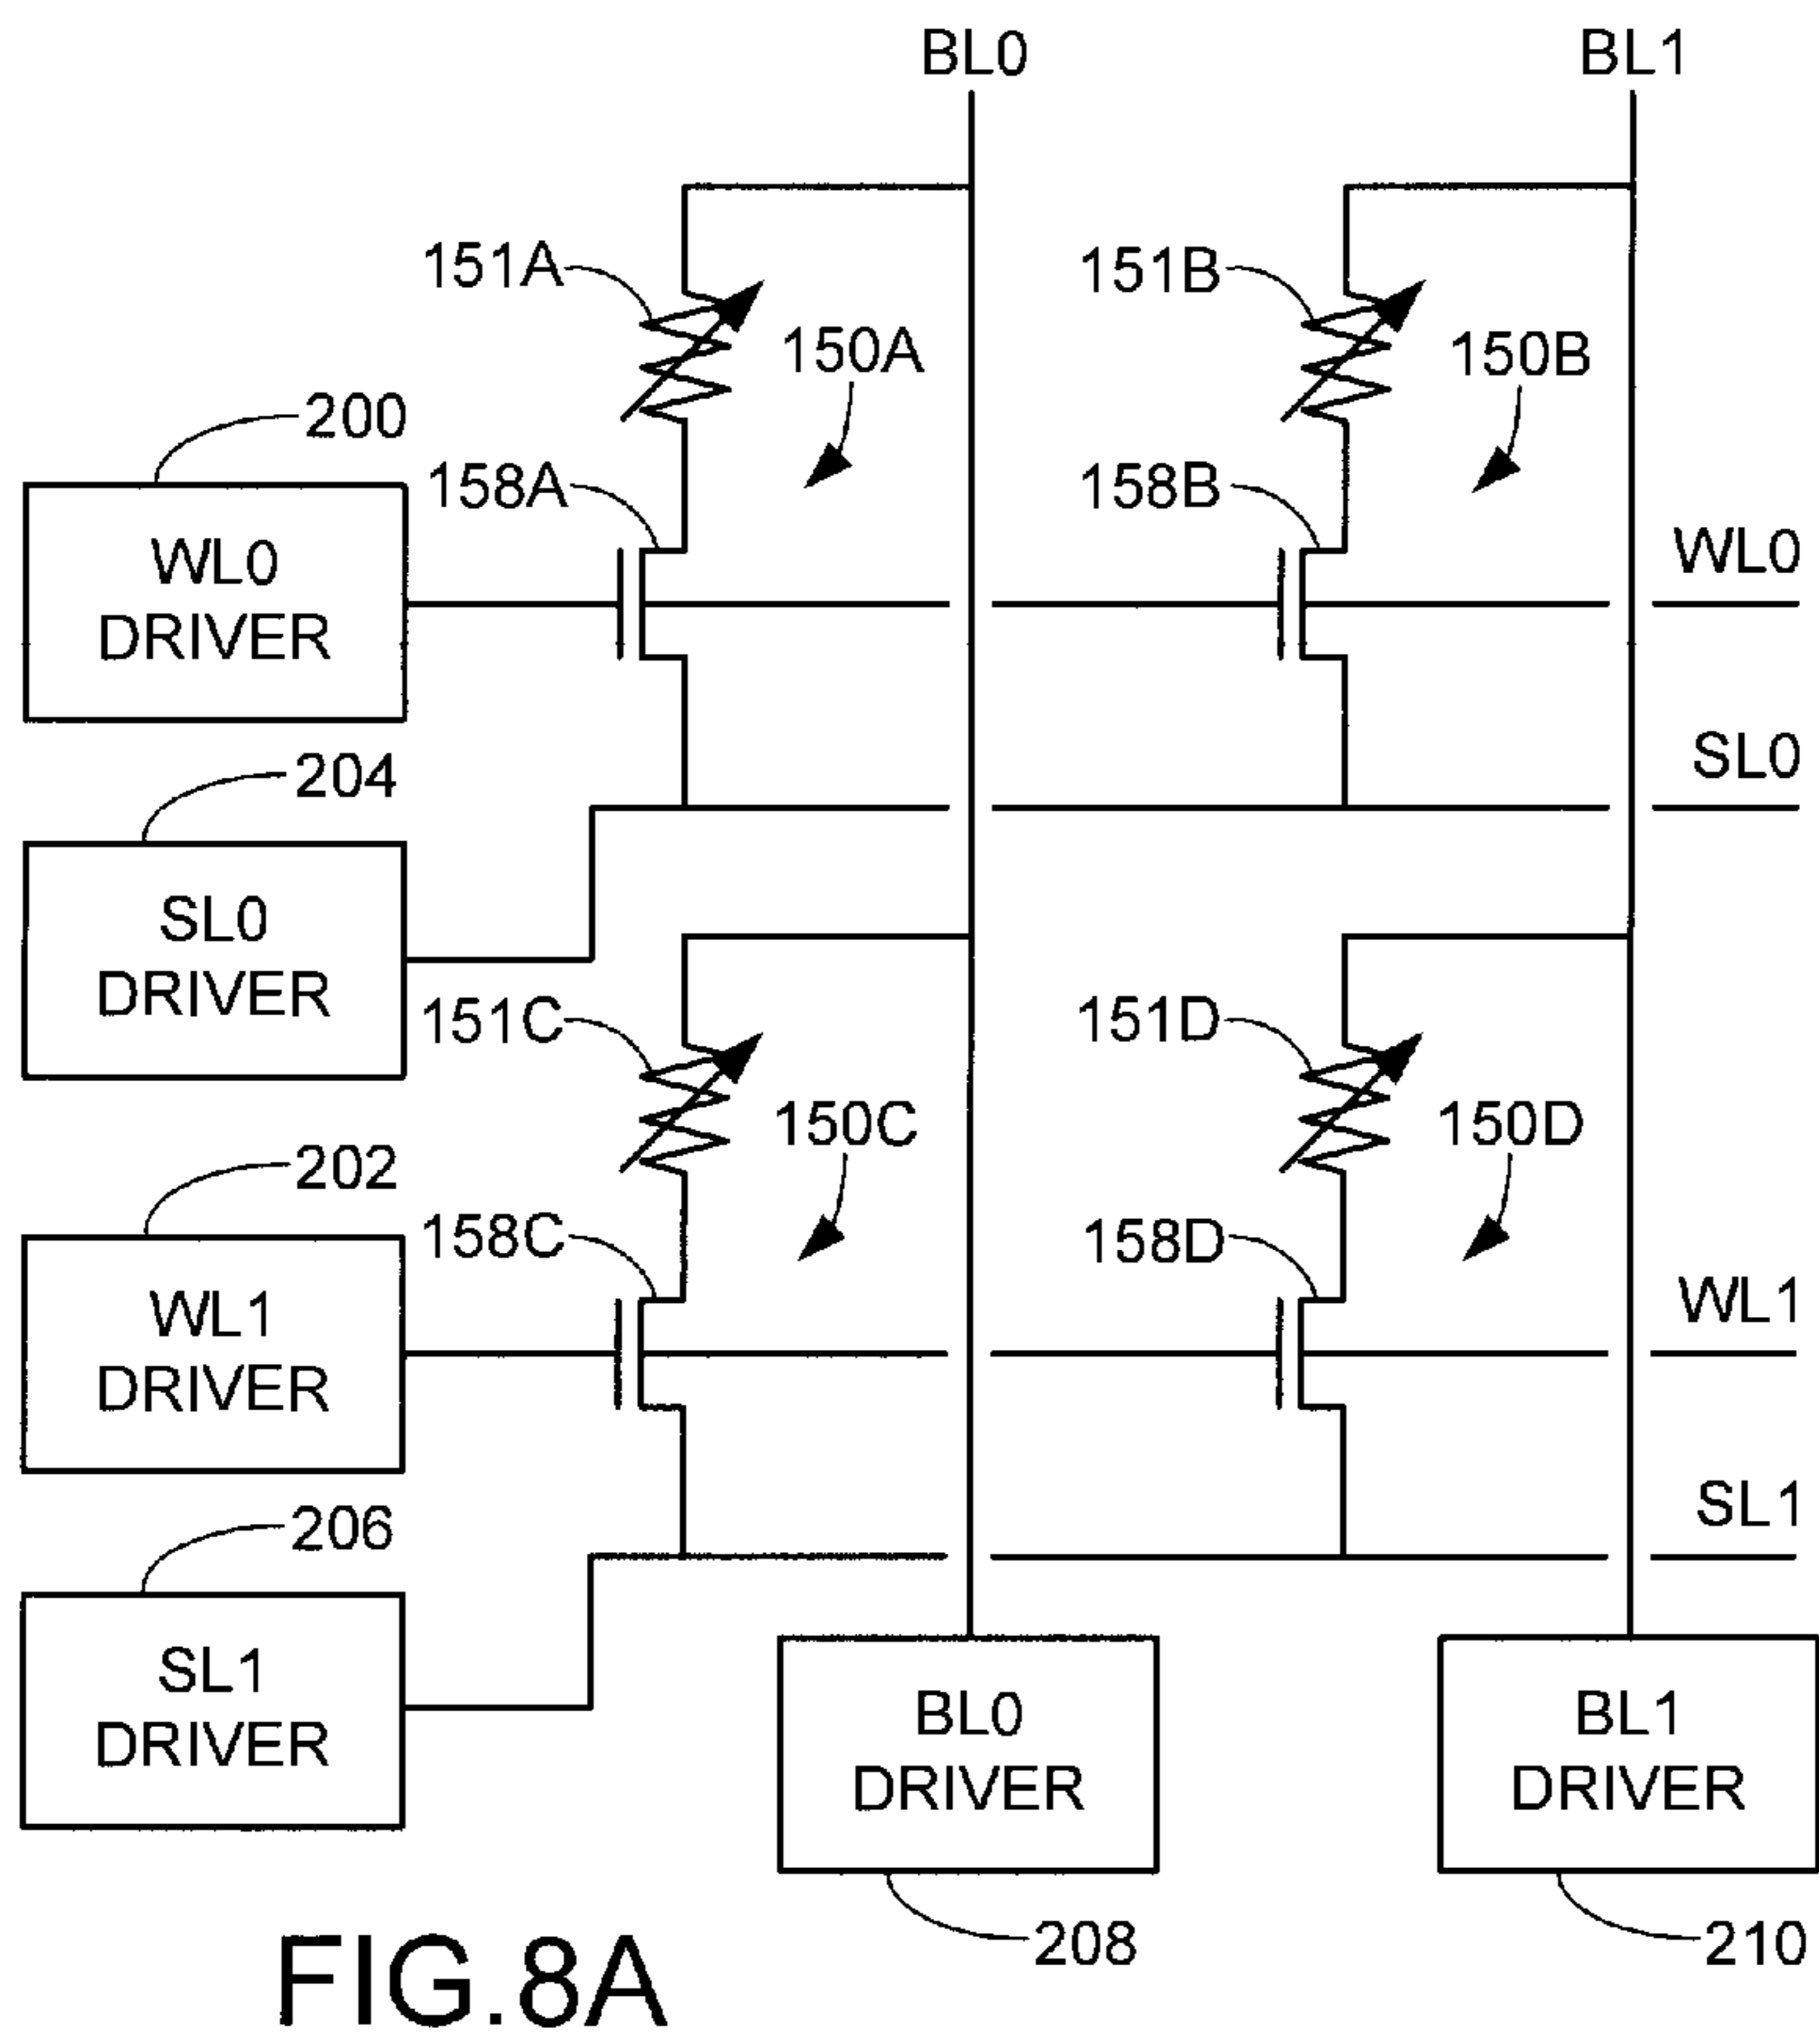 BL0
BL1
151A
151B
150A
150B
200
158A
158B
WL0
DRIVER
WL0
SL0
204
SL0
DRIVER
151C
151D
150C
150D
202
158C
158D
WL1
DRIVER
WL1
SL1
206
SL1
DRIVER
BL0
DRIVER
BL1
DRIVER
208
210
FIG.8A